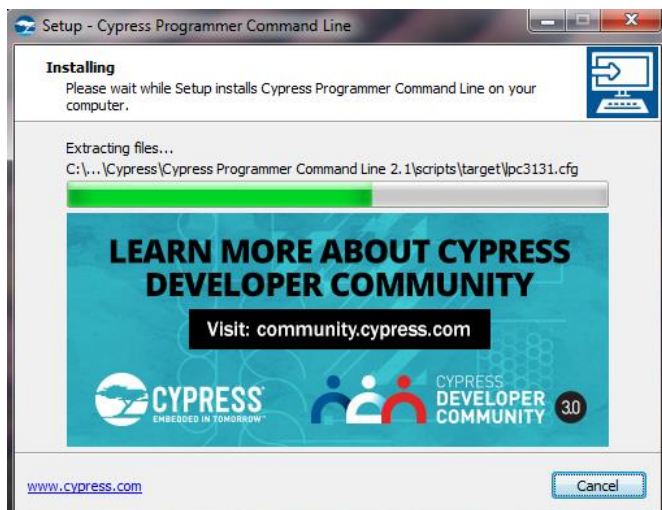 Setup - Cypress Programmer Command Line
Installing
Please wait while Setup installs Cypress Programmer Command Line on your
computer.
Extracting files...
C:\...\Cypress\Cypress Programmer Command Line 2.1\scripts\target\lpc3131.cfg
LEARN MORE ABOUT CYPRESS
DEVELOPER COMMUNITY
Visit: community.cypress.com
CYPRESS
EMBEDDED IN TOMORROW™
CYPRESS
DEVELOPER
COMMUNITY
3.0
www.cypress.com
Cancel